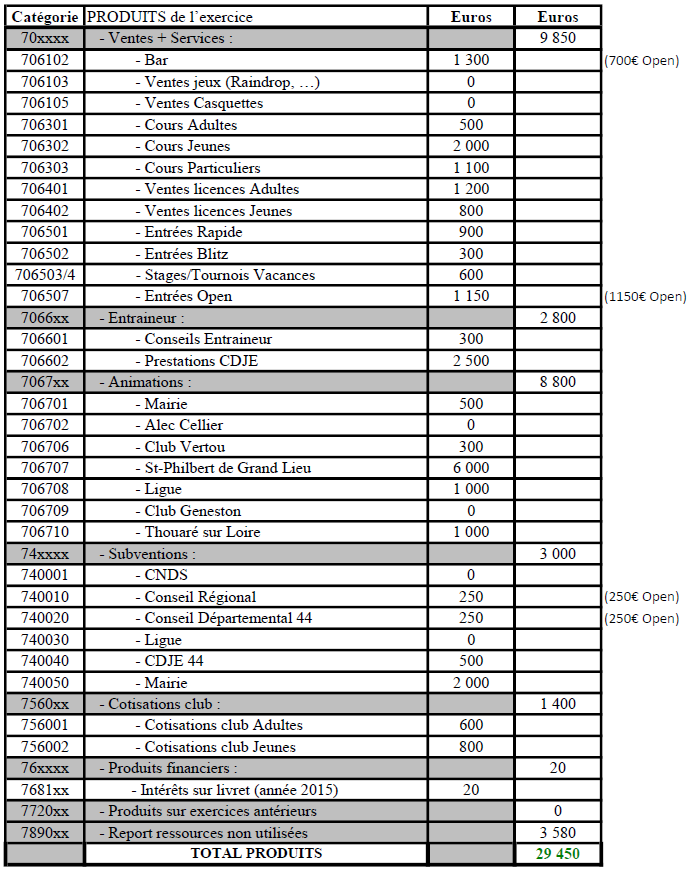 Catégorie PRODUITS de l'exercice Euros Euros
70xxxx - Ventes + Services : 9 850
706102 - Bar 1 300 (700€ Open)
706103 - Ventes jeux (Raindrop, …) 0
706105 - Ventes Casquettes 0
706301 - Cours Adultes 500
706302 - Cours Jeunes 2 000
706303 - Cours Particuliers 1 100
706401 - Ventes licences Adultes 1 200
706402 - Ventes licences Jeunes 800
706501 - Entrées Rapide 900
706502 - Entrées Blitz 300
706503/4 - Stages/Tournois Vacances 600
706507 - Entrées Open 1 150 (1150€ Open)
7066xx - Entraineur : 2 800
706601 - Conseils Entraineur 300
706602 - Prestations CDJE 2 500
7067xx - Animations : 8 800
706701 - Mairie 500
706702 - Alec Cellier 0
706706 - Club Vertou 300
706707 - St-Philbert de Grand Lieu 6 000
706708 - Ligue 1 000
706709 - Club Geneston 0
706710 - Thouaré sur Loire 1 000
74xxxx - Subventions : 3 000
740001 - CNDS 0
740010 - Conseil Régional 250 (250€ Open)
740020 - Conseil Départemental 44 250 (250€ Open)
740030 - Ligue 0
740040 - CDJE 44 500
740050 - Mairie 2 000
7560xx - Cotisations club : 1 400
756001 - Cotisations club Adultes 600
756002 - Cotisations club Jeunes 800
76xxxx - Produits financiers : 20
7681xx - Intérêts sur livret (année 2015) 20
7720xx - Produits sur exercices antérieurs 0
7890xx - Report ressources non utilisées 3 580
TOTAL PRODUITS 29 450